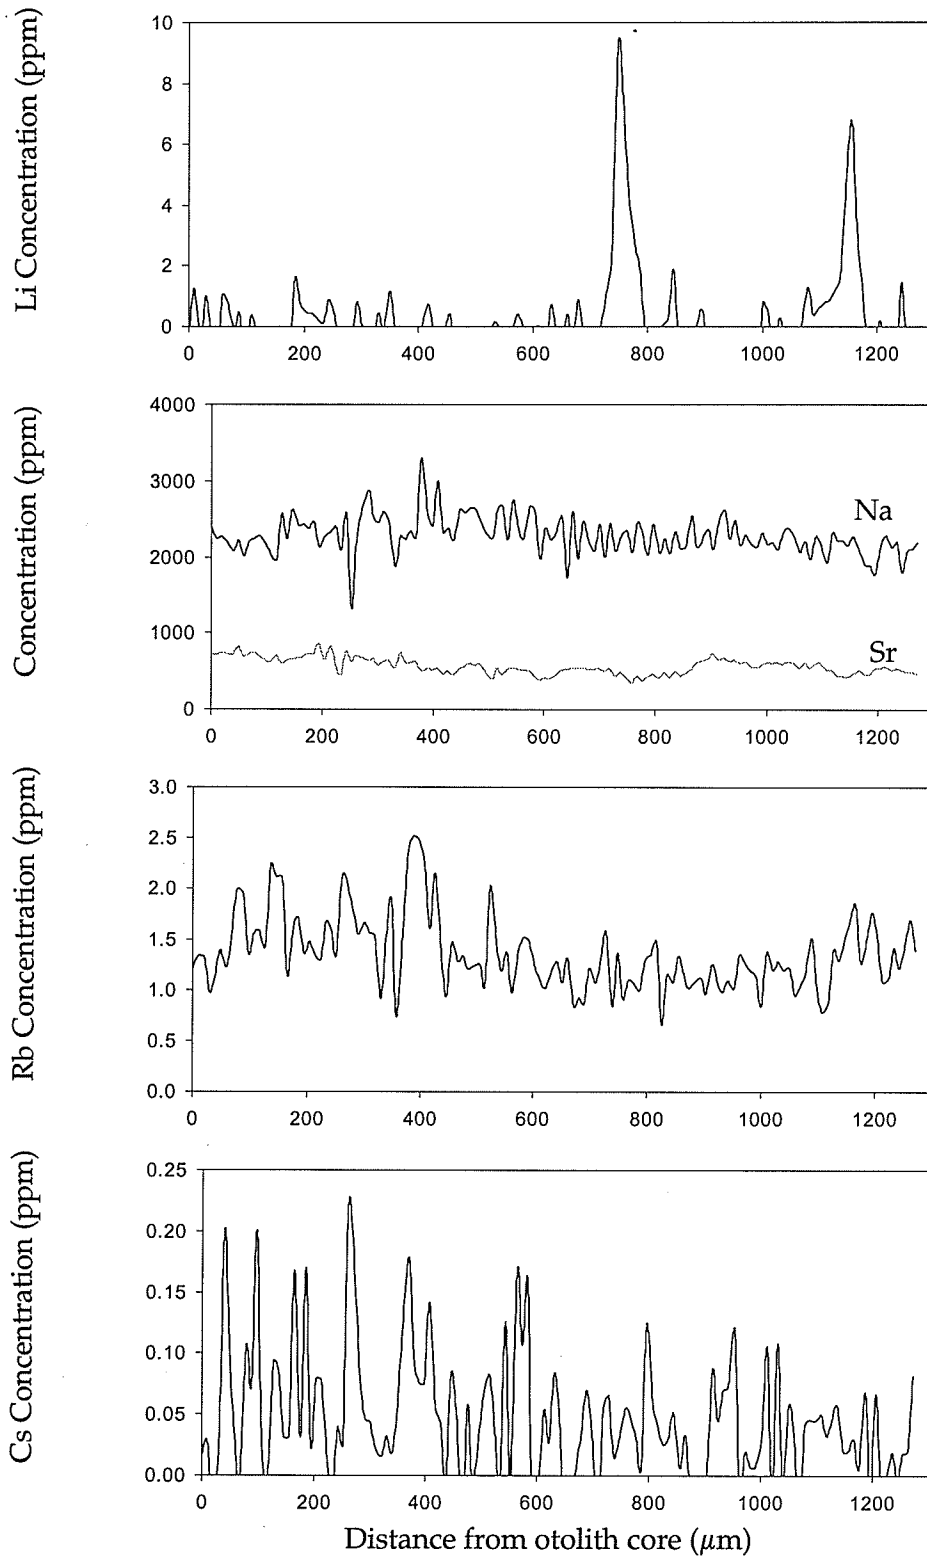 Li Concentration (ppm)
10
8
6
4
2
0
0 200 400 600 800 1000 1200
Concentration (ppm)
4000
3000
2000
1000
0
Na
Sr
0 200 400 600 800 1000 1200
Rb Concentration (ppm)
3.0
2.5
2.0
1.5
1.0
0.5
0.0
0 200 400 600 800 1000 1200
Cs Concentration (ppm)
0.25
0.20
0.15
0.10
0.05
0.00
0 200 400 600 800 1000 1200
Distance from otolith core (μm)